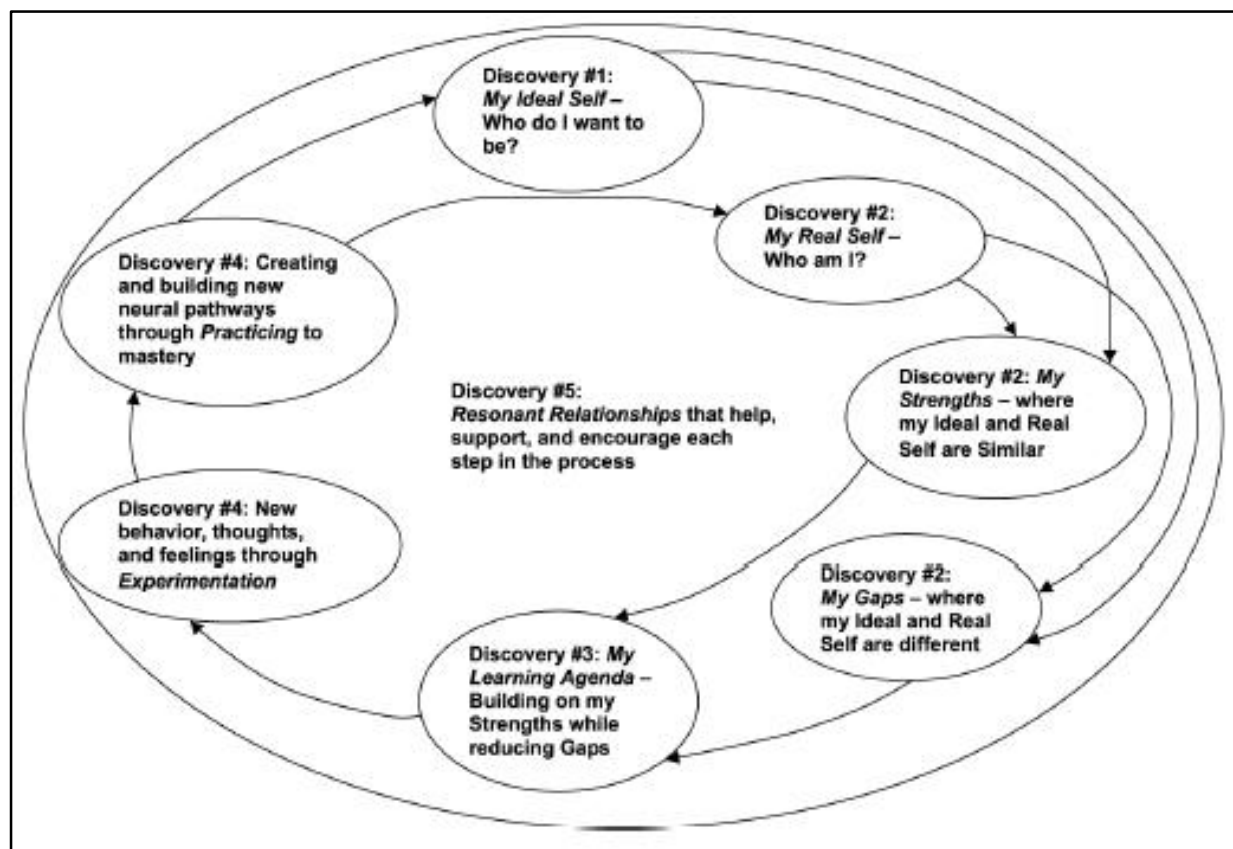 Discovery #1:
My Ideal Self –
Who do I want to
be?
Discovery #2:
My Real Self –
Who am I?
Discovery #4: Creating
and building new
neural pathways
through Practicing to
mastery
Discovery #2: My
Strengths – where
my Ideal and Real
Self are Similar
Discovery #5:
Resonant Relationships that help,
support, and encourage each
step in the process
Discovery #4: New
behavior, thoughts,
and feelings through
Experimentation
Discovery #2:
My Gaps – where
my Ideal and Real
Self are different
Discovery #3: My
Learning Agenda –
Building on my
Strengths while
reducing Gaps